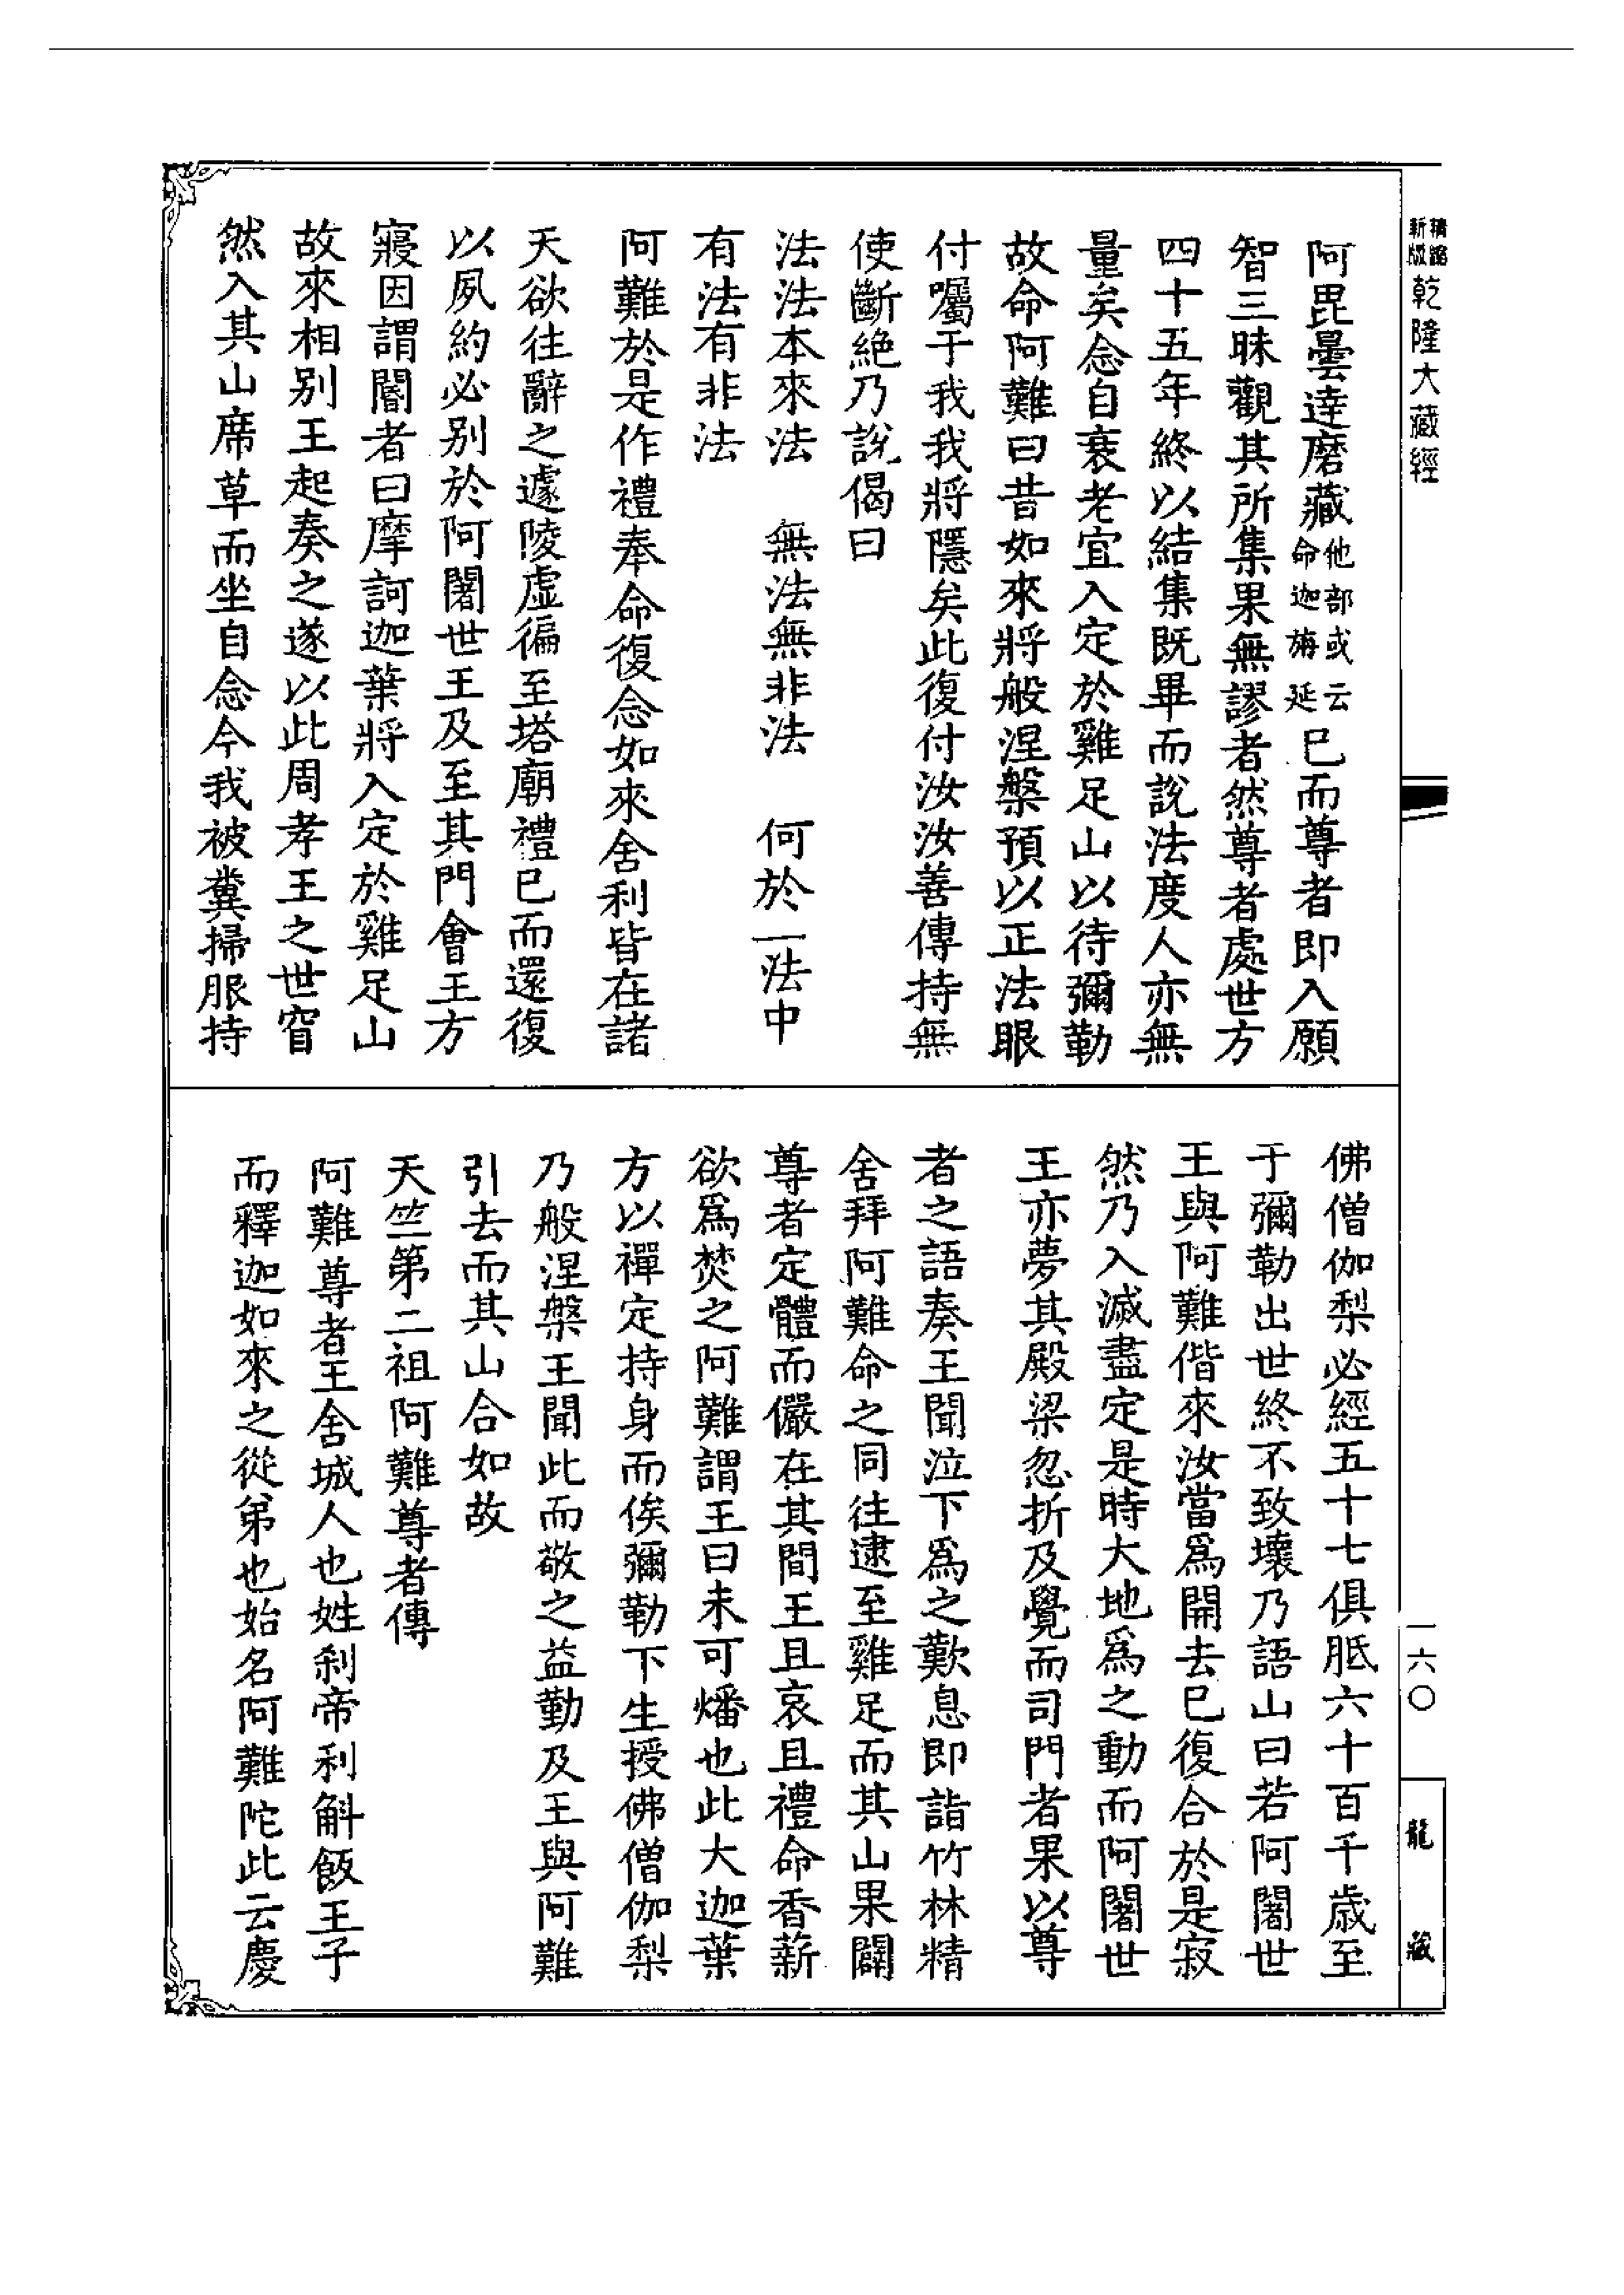 精縮新版
乾隆大藏經
阿毘曇達磨藏他部或云命迦旃延巳而尊者即入願
智三昧觀其所集果無謬者然尊者處世方
四十五年終以結集既畢而說法度人亦無
量矣念自衰老宜入定於雞足山以待彌勒
故命阿難曰昔如來將般涅槃預以正法眼
付囑于我我將隱矣此復付汝汝善傳持無
使斷絕乃說偈曰
法法本來法　無法無非法　何於一法中
有法有非法
阿難於是作禮奉命復念如來舍利皆在諸
天欲往辭之遽陵虛徧至塔廟禮巳而還復
以夙約必別於阿闍世王及至其門會王方
寢因謂閽者曰摩訶迦葉將入定於雞足山
故來相別王起奏之遂以此周孝王之世窅
然入其山席草而坐自念今我被糞掃服持
佛僧伽梨必經五十七俱胝六十百千歲至
于彌勒出世終不致壞乃語山曰若阿闍世
王與阿難偕來汝當爲開去巳復合於是寂
然乃入滅盡定是時大地爲之動而阿闍世
王亦夢其殿梁忽折及覺而司門者果以尊
者之語奏王聞泣下爲之歎息即詣竹林精
舍拜阿難命之同往逮至雞足而其山果闢
尊者定體而儼在其間王且哀且禮命香薪
欲爲焚之阿難謂王曰未可燔也此大迦葉
方以禪定持身而俟彌勒下生授佛僧伽梨
乃般涅槃王聞此而敬之益勤及王與阿難
引去而其山合如故
天竺第二祖阿難尊者傳
阿難尊者王舍城人也姓剎帝利斛飯王子
而釋迦如來之從弟也始名阿難陀此云慶
一六〇
龍藏